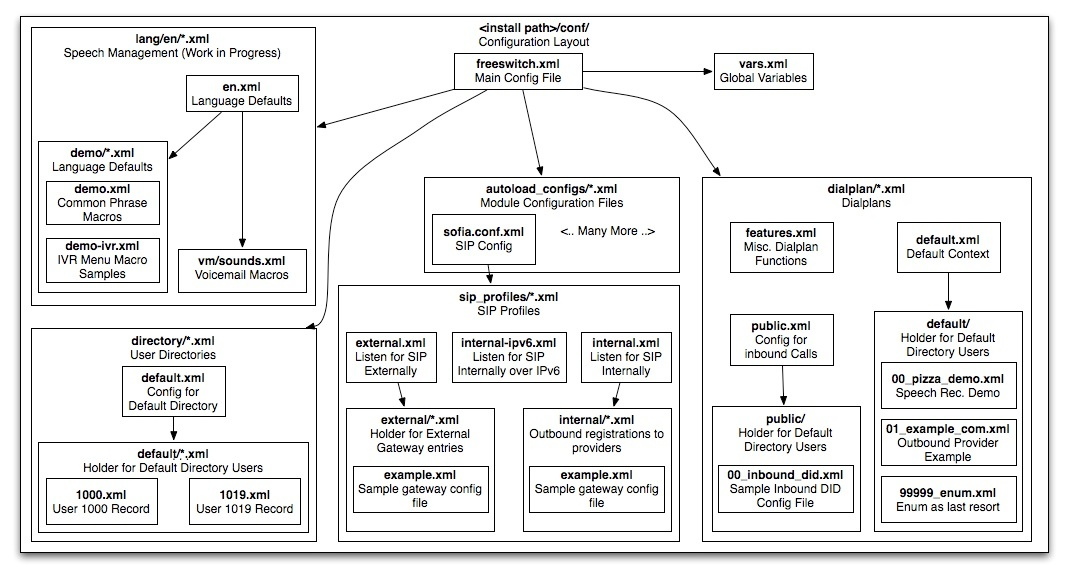 <install path>/conf/
Configuration Layout
freeswitch.xml
Main Config File
vars.xml
Global Variables
lang/en/*.xml
Speech Management (Work in Progress)
en.xml
Language Defaults
demo/*.xml
Language Defaults
demo.xml
Common Phrase
Macros
demo-ivr.xml
IVR Menu Macro
Samples
vm/sounds.xml
Voicemail Macros
directory/*.xml
User Directories
default.xml
Config for
Default Directory
default/*.xml
Holder for Default Directory Users
1000.xml
User 1000 Record
1019.xml
User 1019 Record
autoload_configs/*.xml
Module Configuration Files
sofia.conf.xml
SIP Config
<.. Many More ..>
sip_profiles/*.xml
SIP Profiles
external.xml
Listen for SIP
Externally
internal-ipv6.xml
Listen for SIP
Internally over IPv6
internal.xml
Listen for SIP
Internally
external/*.xml
Holder for External
Gateway entries
example.xml
Sample gateway config
file
internal/*.xml
Outbound registrations to
providers
example.xml
Sample gateway config
file
dialplan/*.xml
Dialplans
features.xml
Misc. Dialplan
Functions
default.xml
Default Context
public.xml
Config for
inbound Calls
public/
Holder for Default
Directory Users
00_inbound_did.xml
Sample Inbound DID
Config File
default/
Holder for Default
Directory Users
00_pizza_demo.xml
Speech Rec. Demo
01_example_com.xml
Outbound Provider
Example
99999_enum.xml
Enum as last resort